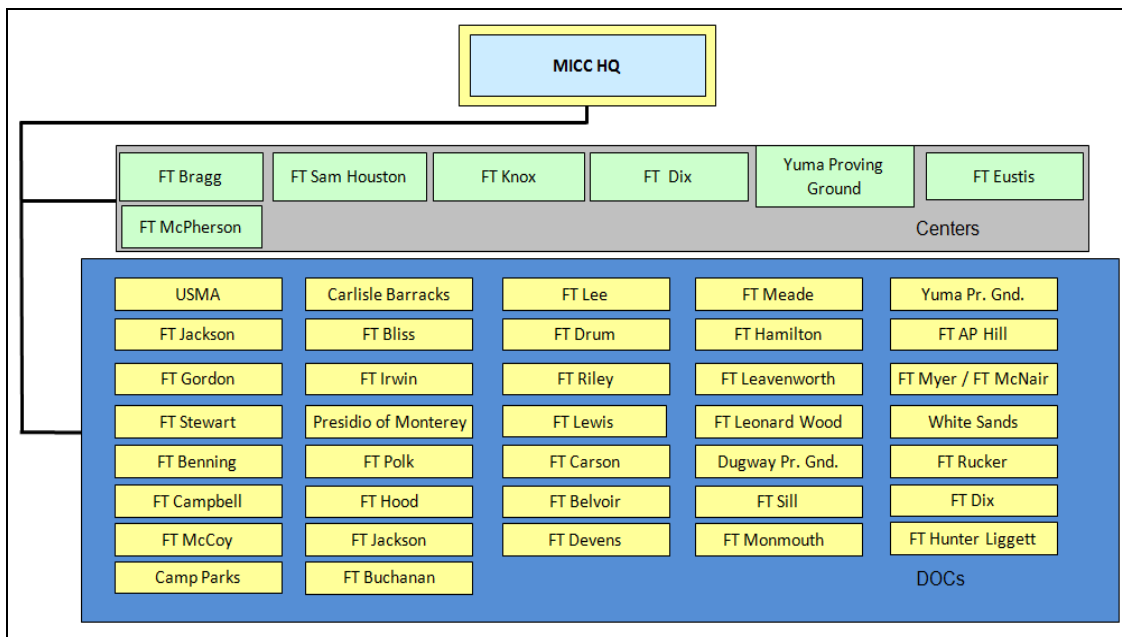 MICC HQ
FT Bragg
FT Sam Houston
FT Knox
FT Dix
Yuma Proving
Ground
FT Eustis
FT McPherson
Centers
USMA
Carlisle Barracks
FT Lee
FT Meade
Yuma Pr. Gnd.
FT Jackson
FT Bliss
FT Drum
FT Hamilton
FT AP Hill
FT Gordon
FT Irwin
FT Riley
FT Leavenworth
FT Myer / FT McNair
FT Stewart
Presidio of Monterey
FT Lewis
FT Leonard Wood
White Sands
FT Benning
FT Polk
FT Carson
Dugway Pr. Gnd.
FT Rucker
FT Campbell
FT Hood
FT Belvoir
FT Sill
FT Dix
FT McCoy
FT Jackson
FT Devens
FT Monmouth
FT Hunter Liggett
Camp Parks
FT Buchanan
DOCs